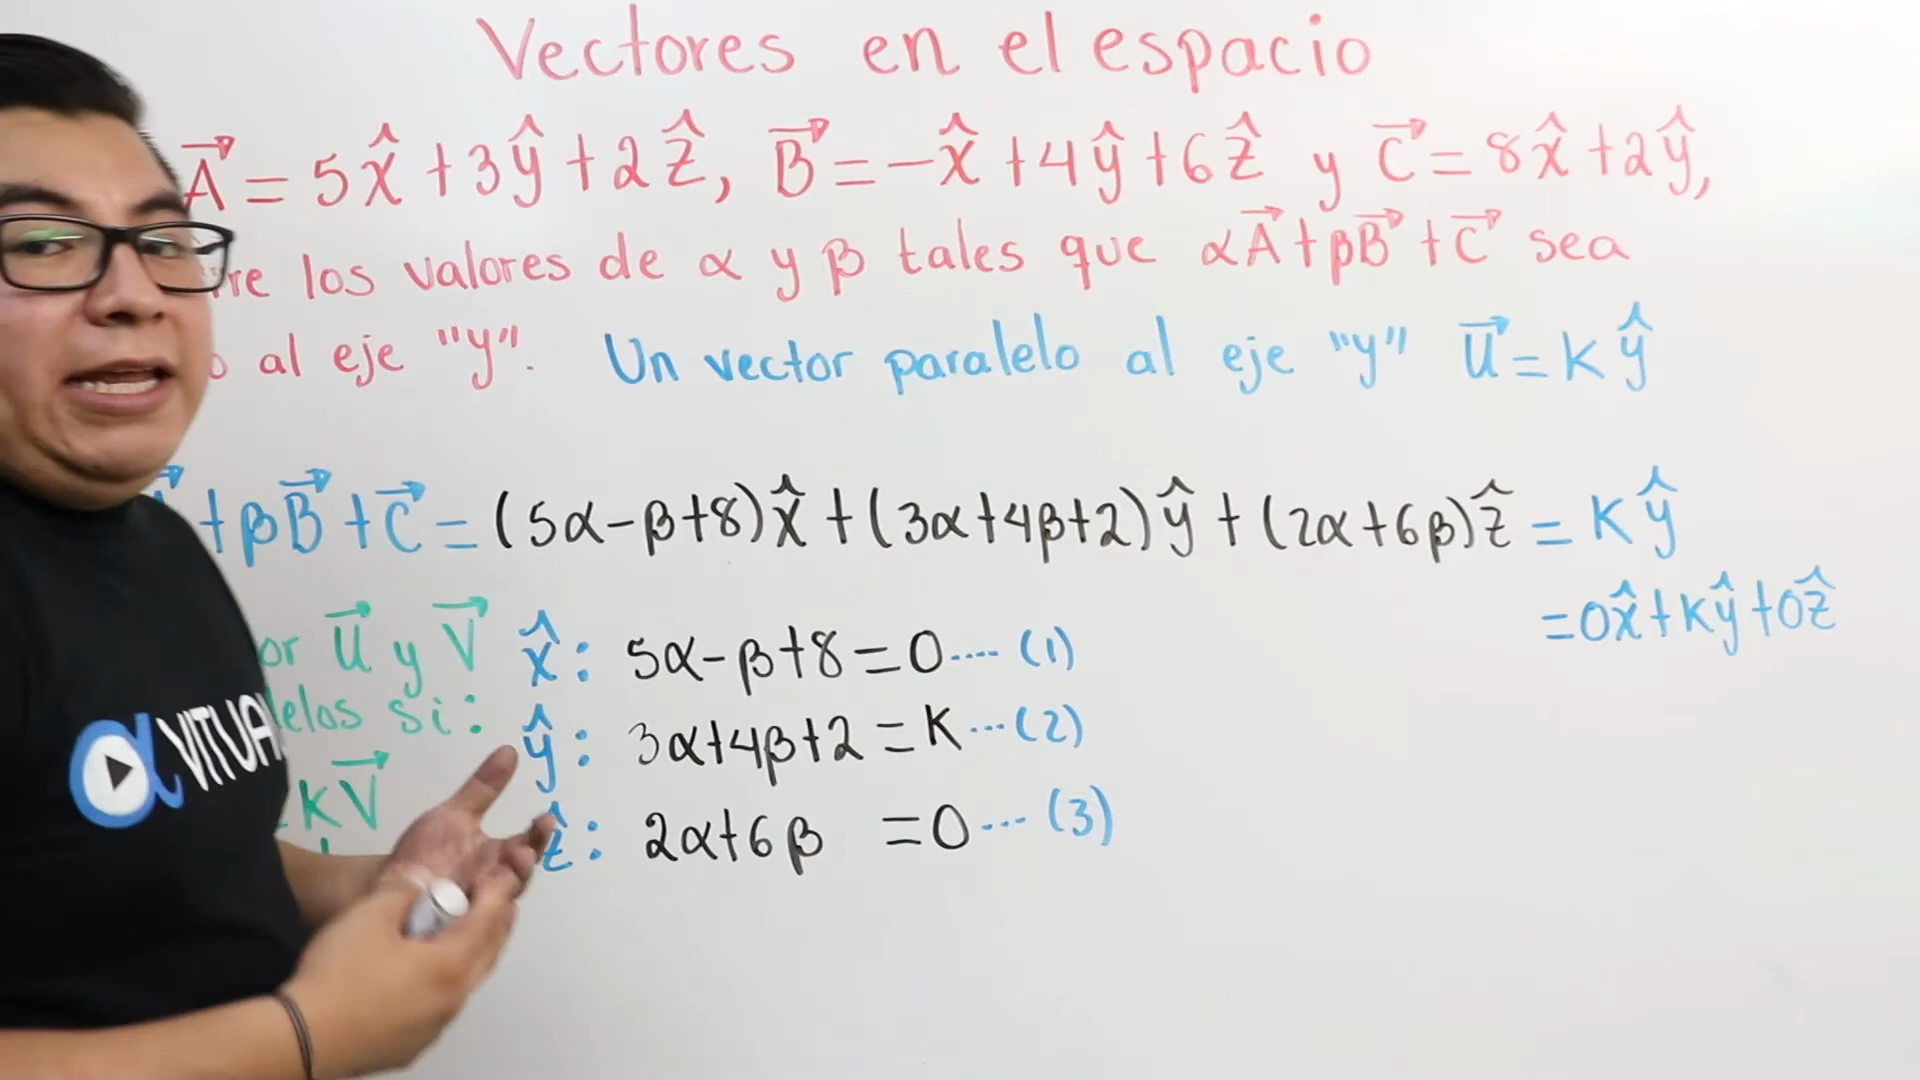 Vectores en el espacio
A⃗ = 5x̂ + 3ŷ + 2ẑ, B⃗ = -x̂ + 4ŷ + 6ẑ y C⃗ = 8x̂ + 2ŷ,
los valores de α y β tales que αA⃗ + βB⃗ + C⃗ sea
al eje "y". Un vector paralelo al eje "y" U⃗ = Kŷ
+ βB⃗ + C⃗ = (5α-β+8)x̂ + (3α+4β+2)ŷ + (2α+6β)ẑ = Kŷ
= 0x̂ + Kŷ + 0ẑ
U⃗ y V⃗
si:
KV⃗
x̂: 5α-β+8 = 0 ---- (1)
ŷ: 3α+4β+2 = K --- (2)
ẑ: 2α+6β = 0 --- (3)